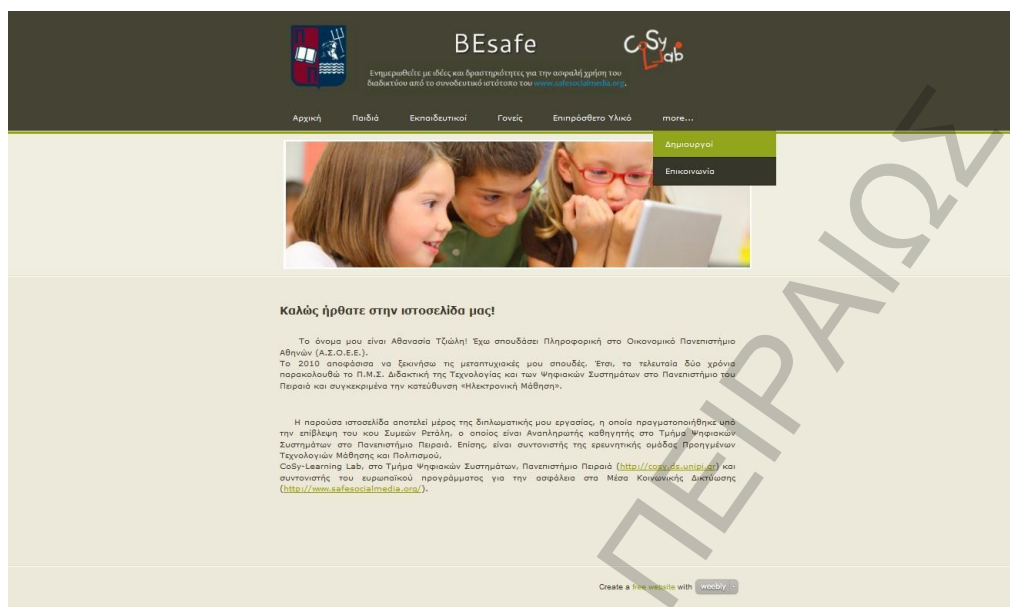 BEsafe
CoSy Lab
Ενημερωθείτε με ιδέες και δραστηριότητες για την ασφαλή χρήση του
διαδικτύου από το συνοδευτικό ιστότοπο του www.safesocialmedia.org.
Αρχική Παιδιά Εκπαιδευτικοί Γονείς Επιπρόσθετο Υλικό more...
Δημιουργοί
Επικοινωνία
Καλώς ήρθατε στην ιστοσελίδα μας!
Το όνομα μου είναι Αθανασία Τζιώλη! Έχω σπουδάσει Πληροφορική στο Οικονομικό Πανεπιστήμιο
Αθηνών (Α.Σ.Ο.Ε.Ε.).
Το 2010 αποφάσισα να ξεκινήσω τις μεταπτυχιακές μου σπουδές. Έτσι, τα τελευταία δύο χρόνια
παρακολουθώ το Π.Μ.Σ. Διδακτική της Τεχνολογίας και των Ψηφιακών Συστημάτων στο Πανεπιστήμιο του
Πειραιά και συγκεκριμένα την κατεύθυνση «Ηλεκτρονική Μάθηση».
Η παρούσα ιστοσελίδα αποτελεί μέρος της διπλωματικής μου εργασίας, η οποία πραγματοποιήθηκε υπό
την επίβλεψη του κου Συμεών Ρετάλη, ο οποίος είναι Αναπληρωτής καθηγητής στο Τμήμα Ψηφιακών
Συστημάτων στο Πανεπιστήμιο Πειραιά. Επίσης, είναι συντονιστής της ερευνητικής ομάδας Προηγμένων
Τεχνολογιών Μάθησης και Πολιτισμού,
CoSy-Learning Lab, στο Τμήμα Ψηφιακών Συστημάτων, Πανεπιστήμιο Πειραιά (http://cosy.ds.unipi.gr) και
συντονιστής του ευρωπαϊκού προγράμματος για την ασφάλεια στα Μέσα Κοινωνικής Δικτύωσης
(http://www.safesocialmedia.org/).
Create a free website with weebly
ΠΕΙΡΑΙΩΣ